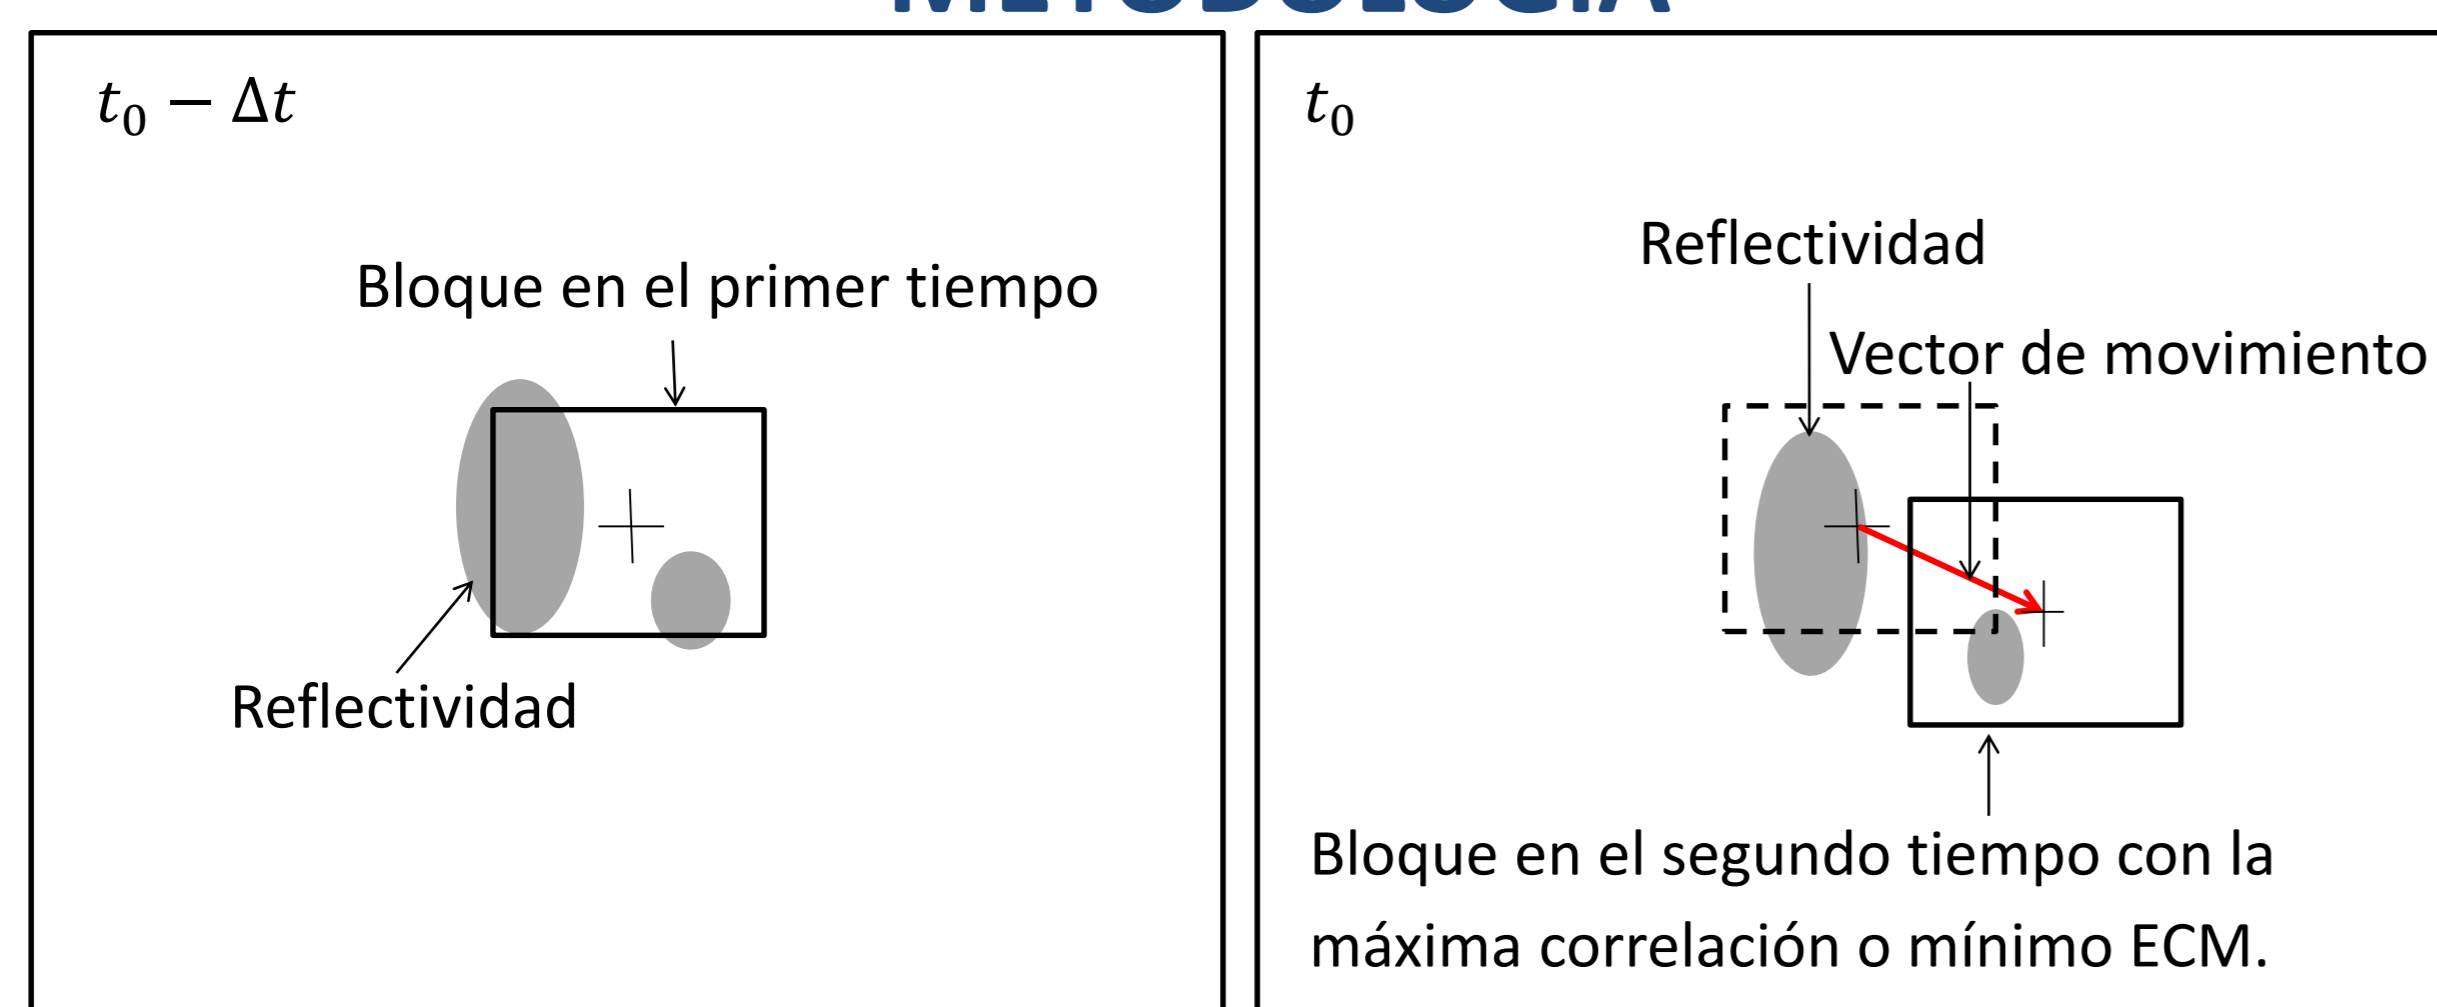 METODOLOGÍA
t₀ − Δt
Bloque en el primer tiempo
Reflectividad
t₀
Reflectividad
Vector de movimiento
Bloque en el segundo tiempo con la
máxima correlación o mínimo ECM.